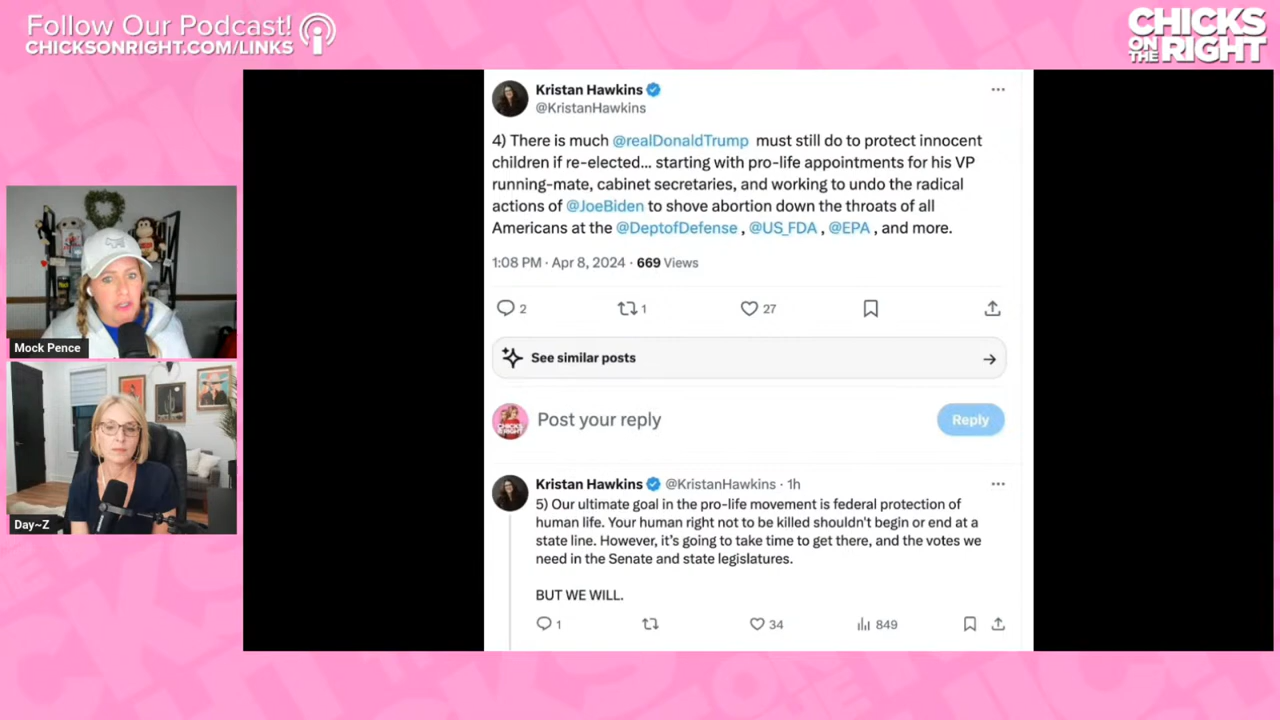 Follow Our Podcast!
CHICKSONRIGHT.COM/LINKS
CHICKS
ON THE
RIGHT
Mock Pence
Day~Z
Kristan Hawkins
@KristanHawkins
4) There is much @realDonaldTrump must still do to protect innocent
children if re-elected... starting with pro-life appointments for his VP
running-mate, cabinet secretaries, and working to undo the radical
actions of @JoeBiden to shove abortion down the throats of all
Americans at the @DeptofDefense , @US_FDA , @EPA , and more.
1:08 PM · Apr 8, 2024 · 669 Views
2 1 27
See similar posts
Post your reply
Reply
Kristan Hawkins @KristanHawkins · 1h
5) Our ultimate goal in the pro-life movement is federal protection of
human life. Your human right not to be killed shouldn't begin or end at a
state line. However, it's going to take time to get there, and the votes we
need in the Senate and state legislatures.
BUT WE WILL.
1 34 849